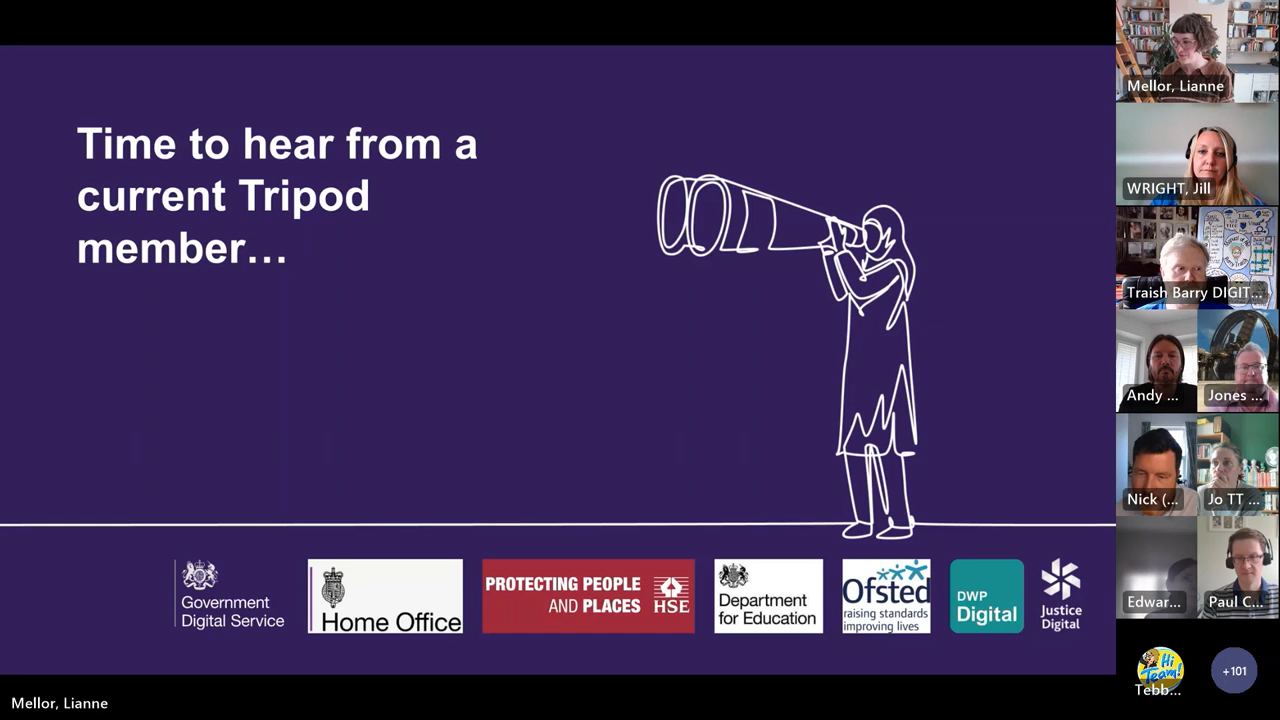 Time to hear from a
current Tripod
member…
Government
Digital Service
Home Office
PROTECTING PEOPLE
AND PLACES
HSE
Department
for Education
Ofsted
raising standards
improving lives
DWP
Digital
Justice
Digital
Mellor, Lianne
WRIGHT, Jill
Traish Barry DIGIT...
Andy ...
Jones ...
Nick (...
Jo TT ...
Edwar...
Paul C...
Hi
Team!
Tebb...
+101
Mellor, Lianne